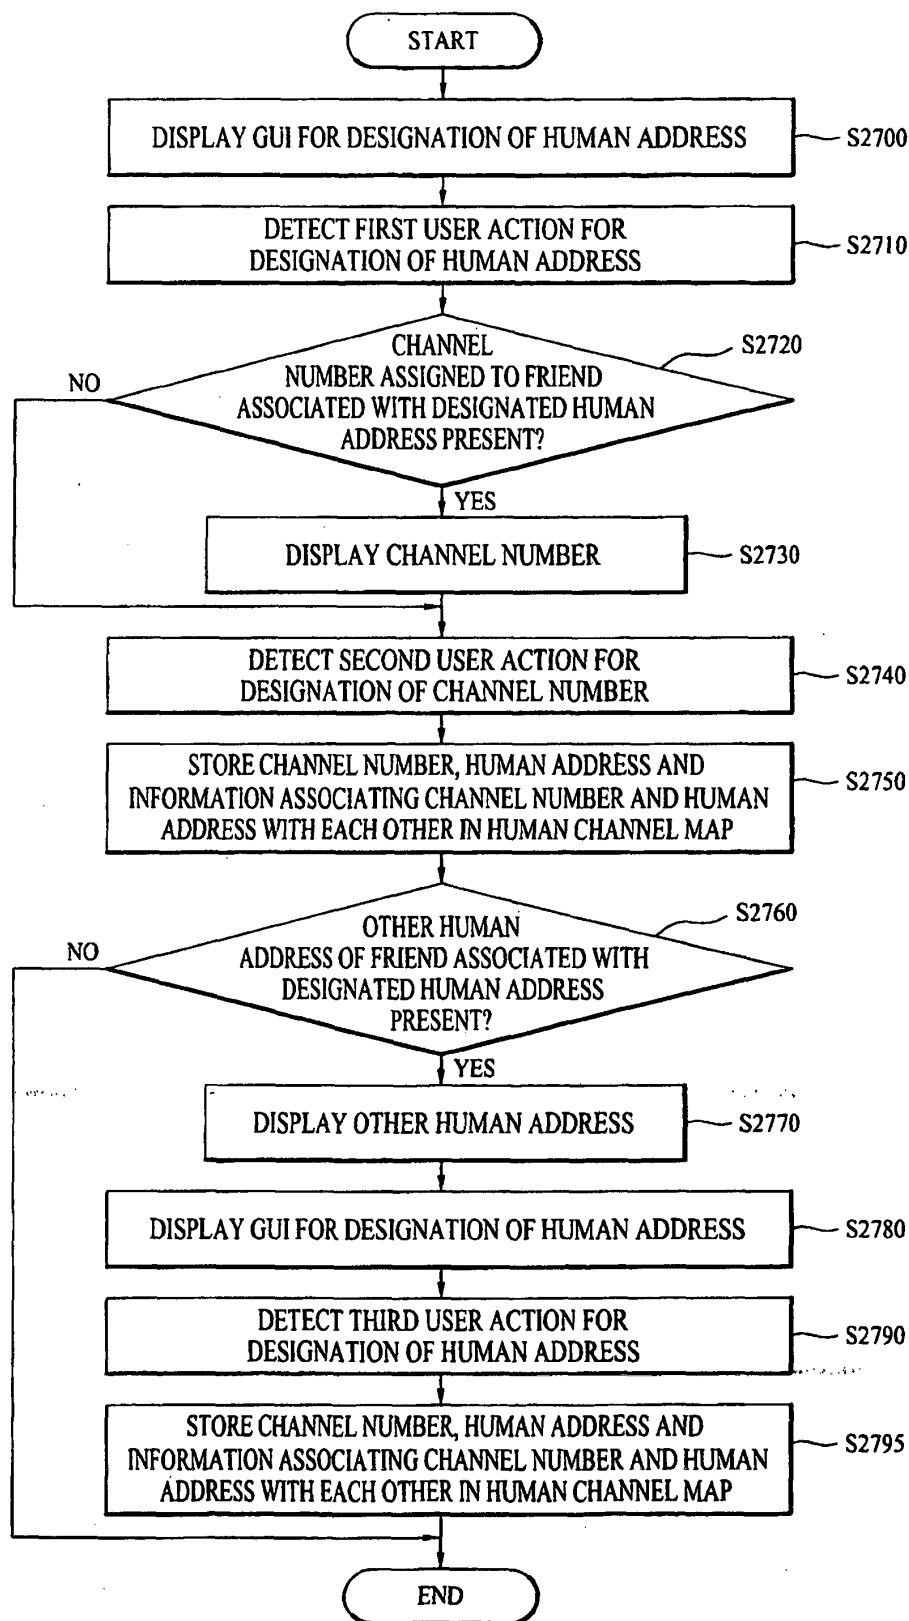 START
DISPLAY GUI FOR DESIGNATION OF HUMAN ADDRESS
S2700
DETECT FIRST USER ACTION FOR
DESIGNATION OF HUMAN ADDRESS
S2710
CHANNEL
NUMBER ASSIGNED TO FRIEND
ASSOCIATED WITH DESIGNATED HUMAN
ADDRESS PRESENT?
S2720
NO
YES
DISPLAY CHANNEL NUMBER
S2730
DETECT SECOND USER ACTION FOR
DESIGNATION OF CHANNEL NUMBER
S2740
STORE CHANNEL NUMBER, HUMAN ADDRESS AND
INFORMATION ASSOCIATING CHANNEL NUMBER AND HUMAN
ADDRESS WITH EACH OTHER IN HUMAN CHANNEL MAP
S2750
OTHER HUMAN
ADDRESS OF FRIEND ASSOCIATED WITH
DESIGNATED HUMAN ADDRESS
PRESENT?
S2760
NO
YES
DISPLAY OTHER HUMAN ADDRESS
S2770
DISPLAY GUI FOR DESIGNATION OF HUMAN ADDRESS
S2780
DETECT THIRD USER ACTION FOR
DESIGNATION OF HUMAN ADDRESS
S2790
STORE CHANNEL NUMBER, HUMAN ADDRESS AND
INFORMATION ASSOCIATING CHANNEL NUMBER AND HUMAN
ADDRESS WITH EACH OTHER IN HUMAN CHANNEL MAP
S2795
END